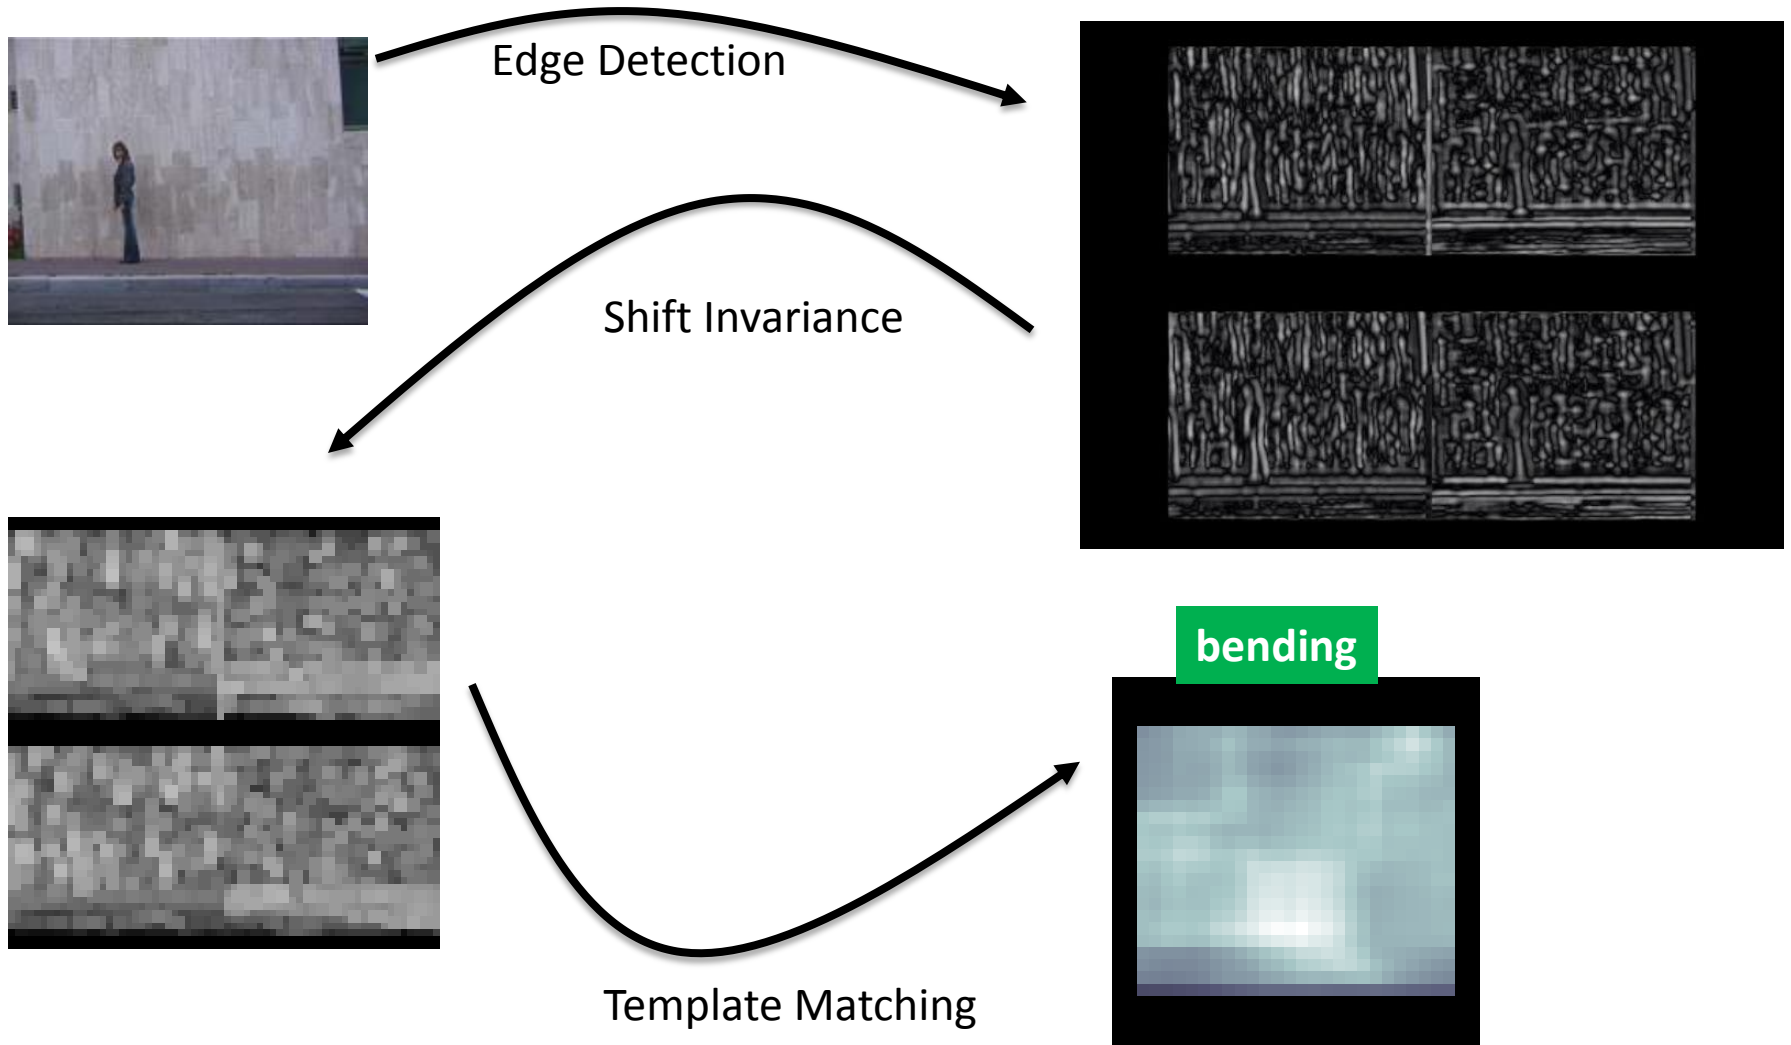 Edge Detection
Shift Invariance
bending
Template Matching